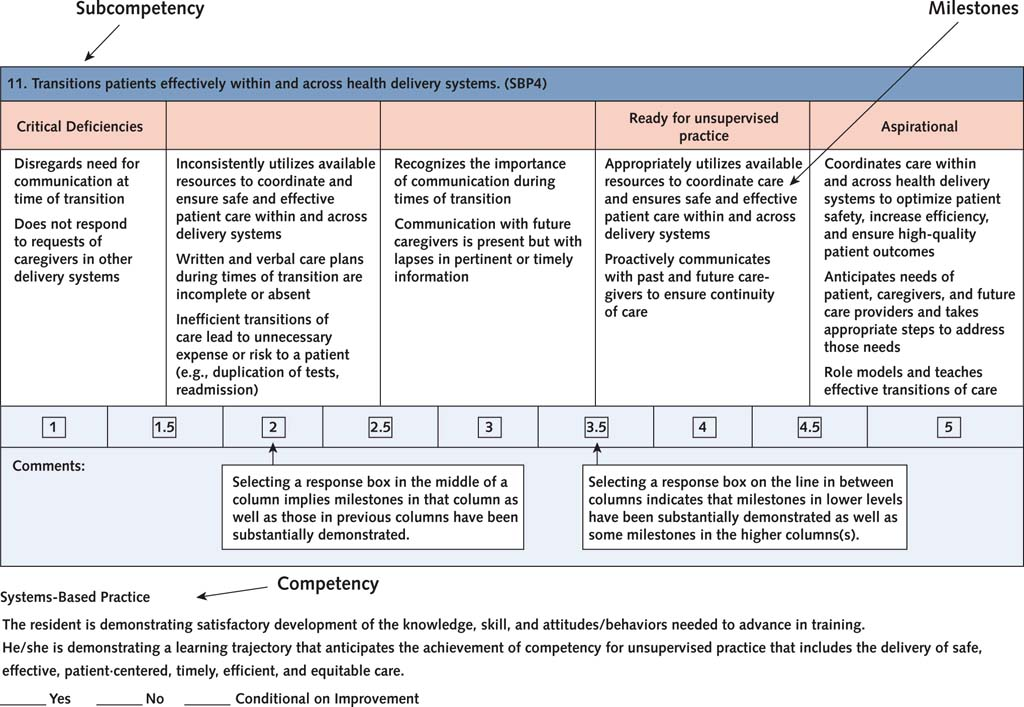 Subcompetency
Milestones
11. Transitions patients effectively within and across health delivery systems. (SBP4)
Critical Deficiencies
Ready for unsupervised
practice
Aspirational
Disregards need for
communication at
time of transition
Does not respond
to requests of
caregivers in other
delivery systems
Inconsistently utilizes available
resources to coordinate and
ensure safe and effective
patient care within and across
delivery systems
Written and verbal care plans
during times of transition are
incomplete or absent
Inefficient transitions of
care lead to unnecessary
expense or risk to a patient
(e.g., duplication of tests,
readmission)
Recognizes the importance
of communication during
times of transition
Communication with future
caregivers is present but with
lapses in pertinent or timely
information
Appropriately utilizes available
resources to coordinate care
and ensures safe and effective
patient care within and across
delivery systems
Proactively communicates
with past and future care-
givers to ensure continuity
of care
Coordinates care within
and across health delivery
systems to optimize patient
safety, increase efficiency,
and ensure high-quality
patient outcomes
Anticipates needs of
patient, caregivers, and future
care providers and takes
appropriate steps to address
those needs
Role models and teaches
effective transitions of care
1 1.5 2 2.5 3 3.5 4 4.5 5
Comments:
Selecting a response box in the middle of a
column implies milestones in that column as
well as those in previous columns have been
substantially demonstrated.
Selecting a response box on the line in between
columns indicates that milestones in lower levels
have been substantially demonstrated as well as
some milestones in the higher columns(s).
Competency
Systems-Based Practice
The resident is demonstrating satisfactory development of the knowledge, skill, and attitudes/behaviors needed to advance in training.
He/she is demonstrating a learning trajectory that anticipates the achievement of competency for unsupervised practice that includes the delivery of safe,
effective, patient-centered, timely, efficient, and equitable care.
______ Yes ______ No ______ Conditional on Improvement